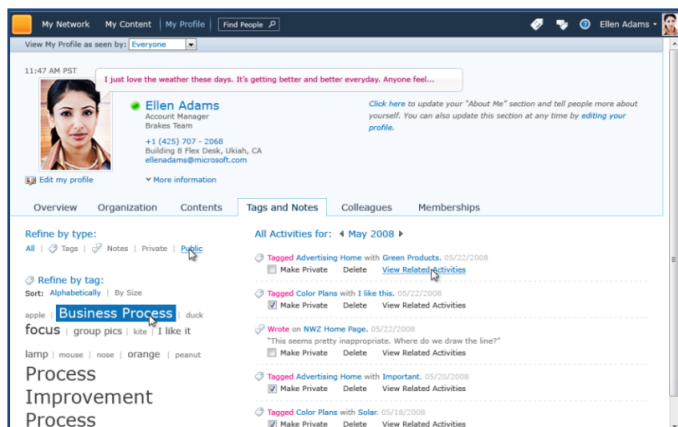 My Network My Content | My Profile | Find People Ellen Adams
View My Profile as seen by: Everyone
11:47 AM PST
I just love the weather these days. It's getting better and better everyday. Anyone feel...
Ellen Adams
Account Manager
Brakes Team
+1 (425) 707 - 2068
Building 8 Flex Desk, Ukiah, CA
ellenadams@microsoft.com
Click here to update your "About Me" section and tell people more about
yourself. You can also update this section at any time by editing your
profile.
Edit my profile
More information
Overview Organization Contents Tags and Notes Colleagues Memberships
Refine by type:
All | Tags | Notes | Private | Public
Refine by tag:
Sort: Alphabetically | By Size
apple | Business Process | duck
focus | group pics | kite | I like it
lamp | mouse | nose | orange | peanut
Process
Improvement
Process
All Activities for: May 2008
Tagged Advertising Home with Green Products. 05/22/2008
Make Private Delete View Related Activities
Tagged Color Plans with I like this. 05/22/2008
Make Private Delete View Related Activities
Wrote on NWZ Home Page. 05/22/2008
"This seems pretty inappropriate. Where do we draw the line?"
Make Private Delete View Related Activities
Tagged Advertising Home with Important. 05/20/2008
Make Private Delete View Related Activities
Tagged Color Plans with Solar. 05/18/2008
Make Private Delete View Related Activities